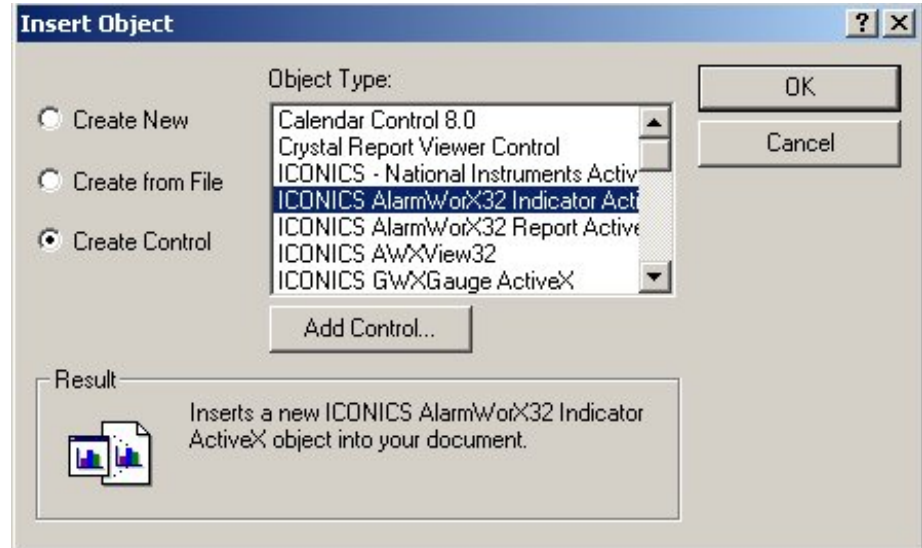 Insert Object
Object Type:
Create New
Create from File
Create Control
Calendar Control 8.0
Crystal Report Viewer Control
ICONICS - National Instruments Activ
ICONICS AlarmWorX32 Indicator Acti
ICONICS AlarmWorX32 Report Active
ICONICS AWXView32
ICONICS GWXGauge ActiveX
OK
Cancel
Add Control...
Result
Inserts a new ICONICS AlarmWorX32 Indicator
ActiveX object into your document.